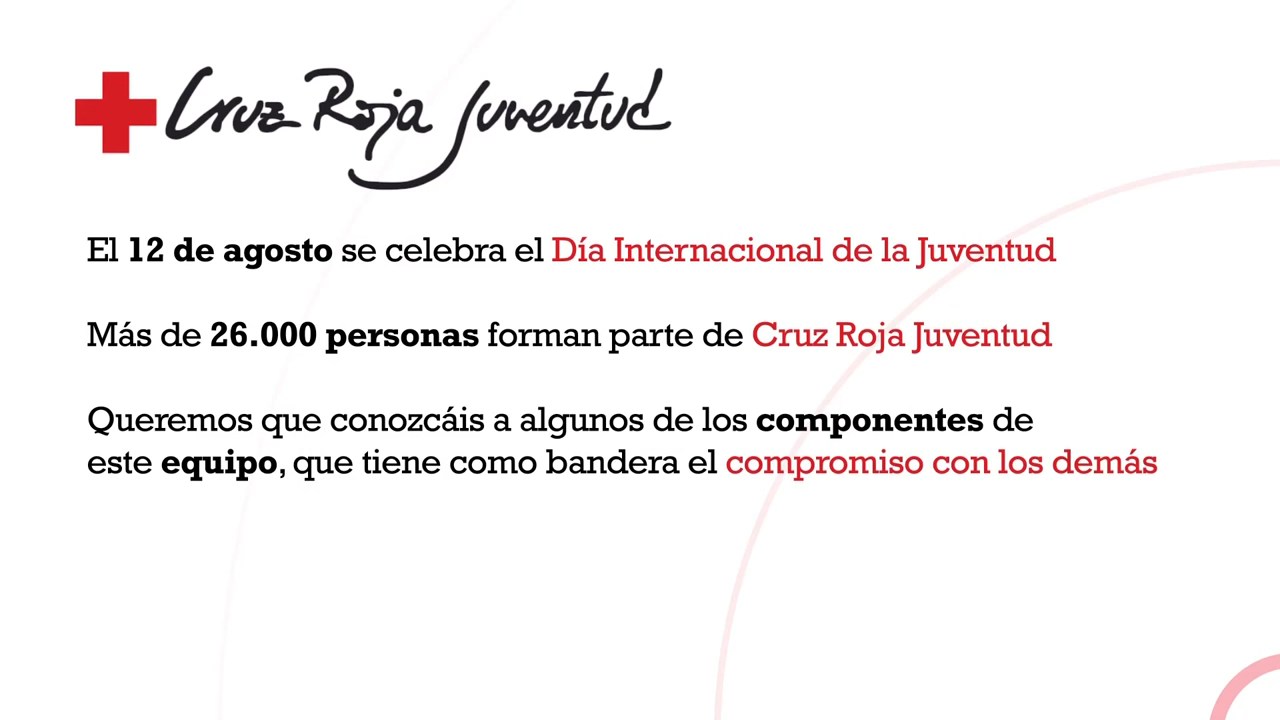 Cruz Roja Juventud
El 12 de agosto se celebra el Día Internacional de la Juventud
Más de 26.000 personas forman parte de Cruz Roja Juventud
Queremos que conozcáis a algunos de los componentes de
este equipo, que tiene como bandera el compromiso con los demás